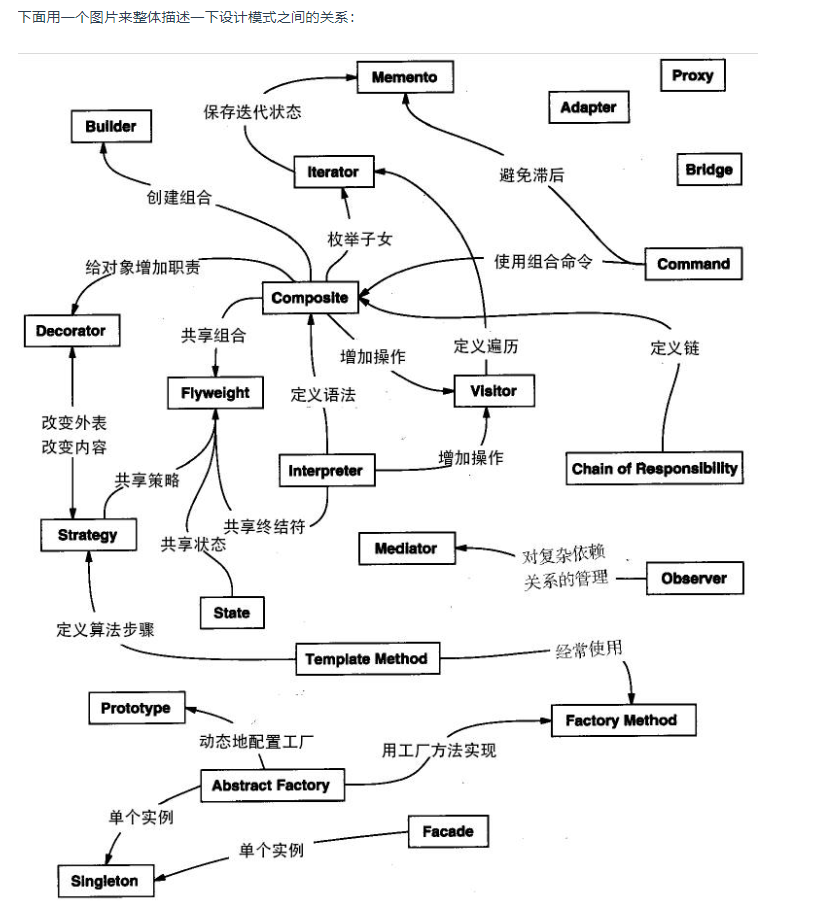 下面用一个图片来整体描述一下设计模式之间的关系：
Memento
Proxy
Adapter
保存迭代状态
Builder
Iterator
避免滞后
Bridge
创建组合
枚举子女
给对象增加职责
使用组合命令
Command
Composite
Decorator
共享组合
增加操作
定义遍历
定义链
Flyweight
定义语法
Visitor
改变外表
改变内容
共享策略
Interpreter
增加操作
Chain of Responsibility
Strategy
共享状态
共享终结符
Mediator
对复杂依赖
关系的管理
Observer
State
定义算法步骤
Template Method
经常使用
Prototype
Factory Method
动态地配置工厂
用工厂方法实现
Abstract Factory
单个实例
Facade
单个实例
Singleton